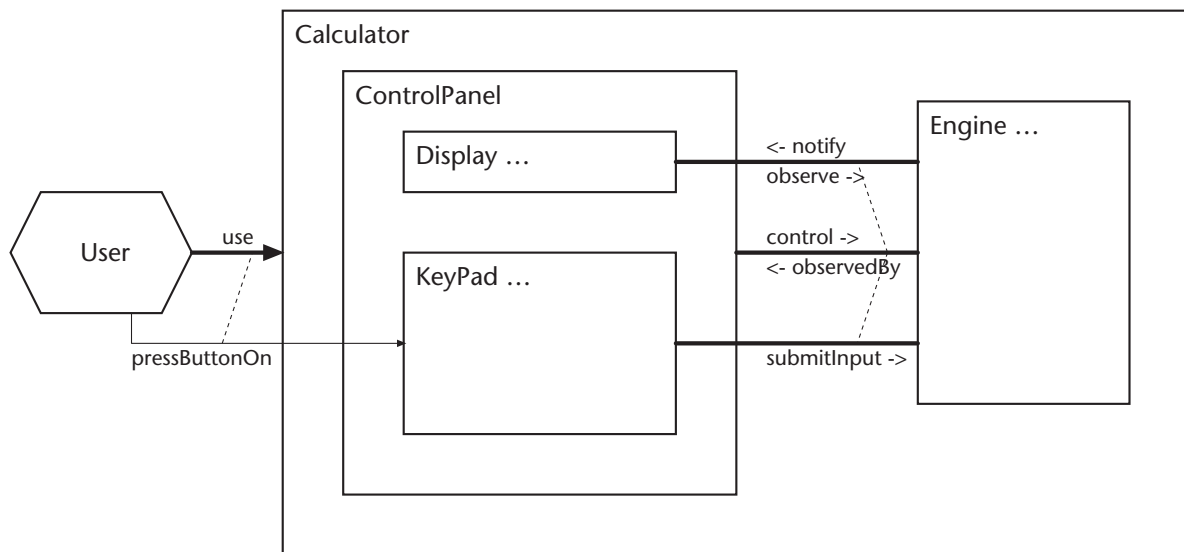 Calculator
ControlPanel
Display …
Engine …
<- notify
observe ->
User
use
control ->
<- observedBy
KeyPad …
pressButtonOn
submitInput ->